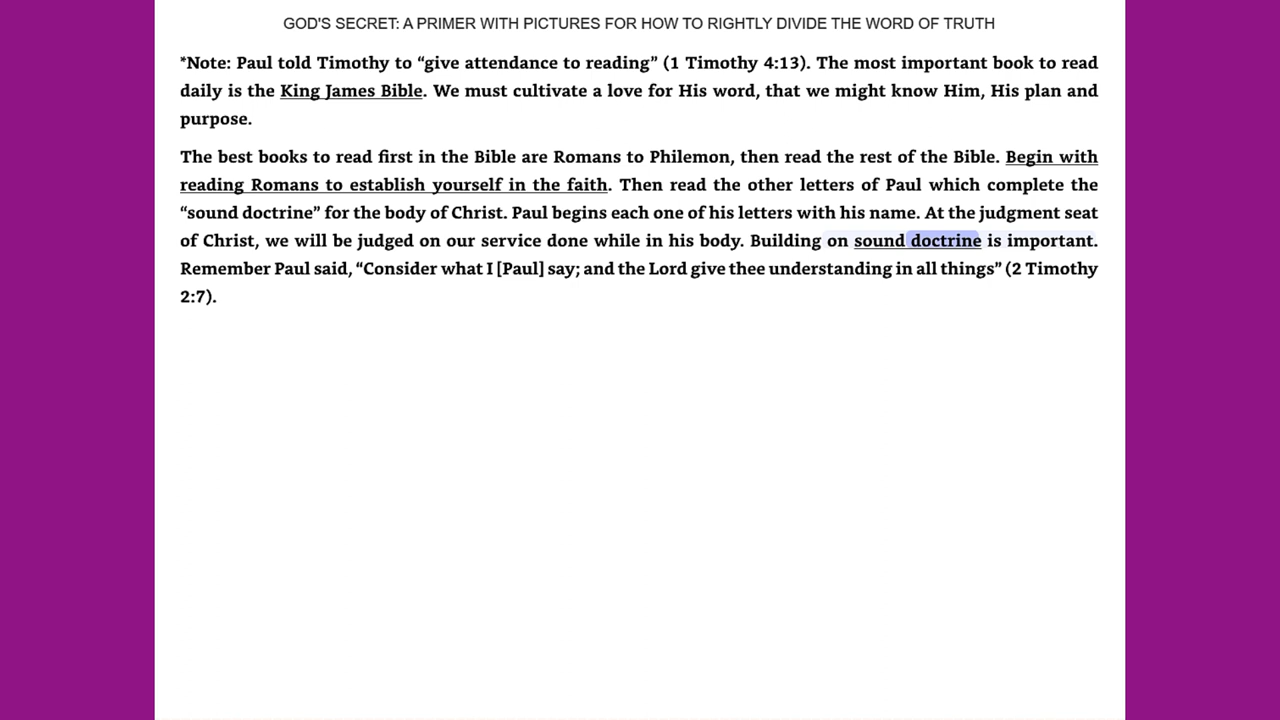 GOD'S SECRET: A PRIMER WITH PICTURES FOR HOW TO RIGHTLY DIVIDE THE WORD OF TRUTH
*Note: Paul told Timothy to “give attendance to reading” (1 Timothy 4:13). The most important book to read
daily is the King James Bible. We must cultivate a love for His word, that we might know Him, His plan and
purpose.
The best books to read first in the Bible are Romans to Philemon, then read the rest of the Bible. Begin with
reading Romans to establish yourself in the faith. Then read the other letters of Paul which complete the
“sound doctrine” for the body of Christ. Paul begins each one of his letters with his name. At the judgment seat
of Christ, we will be judged on our service done while in his body. Building on sound doctrine is important.
Remember Paul said, “Consider what I [Paul] say; and the Lord give thee understanding in all things” (2 Timothy
2:7).